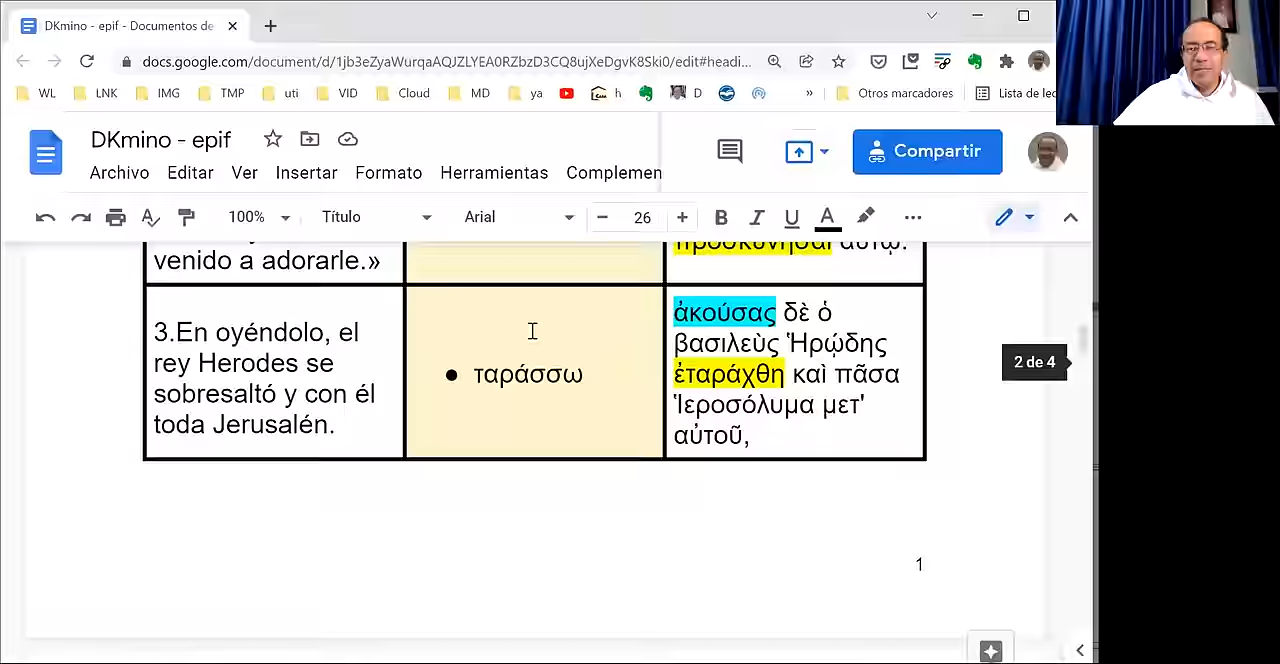 DKmino - epif - Documentos de
docs.google.com/document/d/1jb3eZyaWurqaAQJZLYEA0RZbzD3CQ8ujXeDgvK8Ski0/edit#headi...
WL LNK IMG TMP uti VID Cloud MD ya h D » Otros marcadores Lista de lec
DKmino - epif
Archivo Editar Ver Insertar Formato Herramientas Complemen
Compartir
100% Título Arial − 26 + B I U A ...
venido a adorarle.»
προσκυνῆσαι αὐτῷ.
3.En oyéndolo, el
rey Herodes se
sobresaltó y con él
toda Jerusalén.
● ταράσσω
ἀκούσας δὲ ὁ
βασιλεὺς Ἡρῴδης
ἐταράχθη καὶ πᾶσα
Ἱεροσόλυμα μετ'
αὐτοῦ,
2 de 4
1